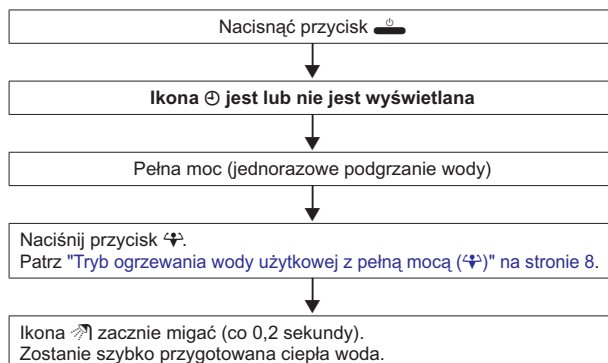 Nacisnąć przycisk
Ikona jest lub nie jest wyświetlana
Pełna moc (jednorazowe podgrzanie wody)
Naciśnij przycisk .
Patrz "Tryb ogrzewania wody użytkowej z pełną mocą ()" na stronie 8.
Ikona zacznie migać (co 0,2 sekundy).
Zostanie szybko przygotowana ciepła woda.